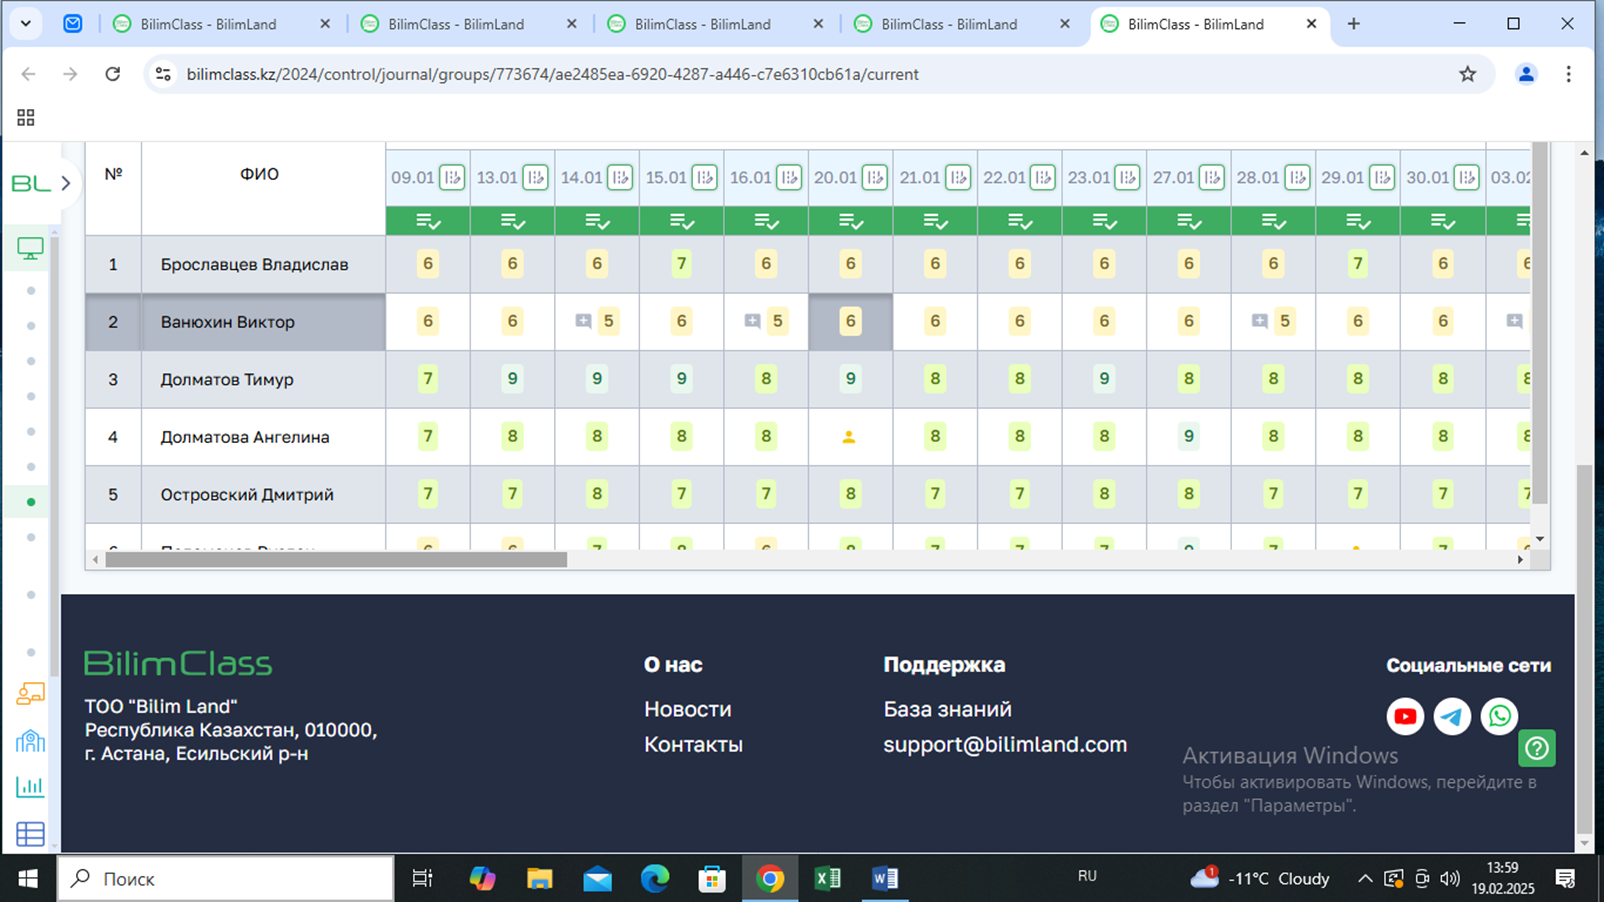 BilimClass - BilimLand
BilimClass - BilimLand
BilimClass - BilimLand
BilimClass - BilimLand
BilimClass - BilimLand
bilimclass.kz/2024/control/journal/groups/773674/ae2485ea-6920-4287-a446-c7e6310cb61a/current
BL
№ ФИО 09.01 13.01 14.01 15.01 16.01 20.01 21.01 22.01 23.01 27.01 28.01 29.01 30.01 03.02
1 Брославцев Владислав 6 6 6 7 6 6 6 6 6 6 6 7 6 6
2 Ванюхин Виктор 6 6 5 6 5 6 6 6 6 6 5 6 6
3 Долматов Тимур 7 9 9 9 8 9 8 8 9 8 8 8 8 8
4 Долматова Ангелина 7 8 8 8 8 8 8 8 9 8 8 8 8
5 Островский Дмитрий 7 7 8 7 7 8 7 7 8 8 7 7 7 7
BilimClass
ТОО "Bilim Land"
Республика Казахстан, 010000,
г. Астана, Есильский р-н
О нас
Новости
Контакты
Поддержка
База знаний
support@bilimland.com
Социальные сети
Активация Windows
Чтобы активировать Windows, перейдите в
раздел "Параметры".
Поиск
RU
1
-11°C Cloudy
13:59
19.02.2025